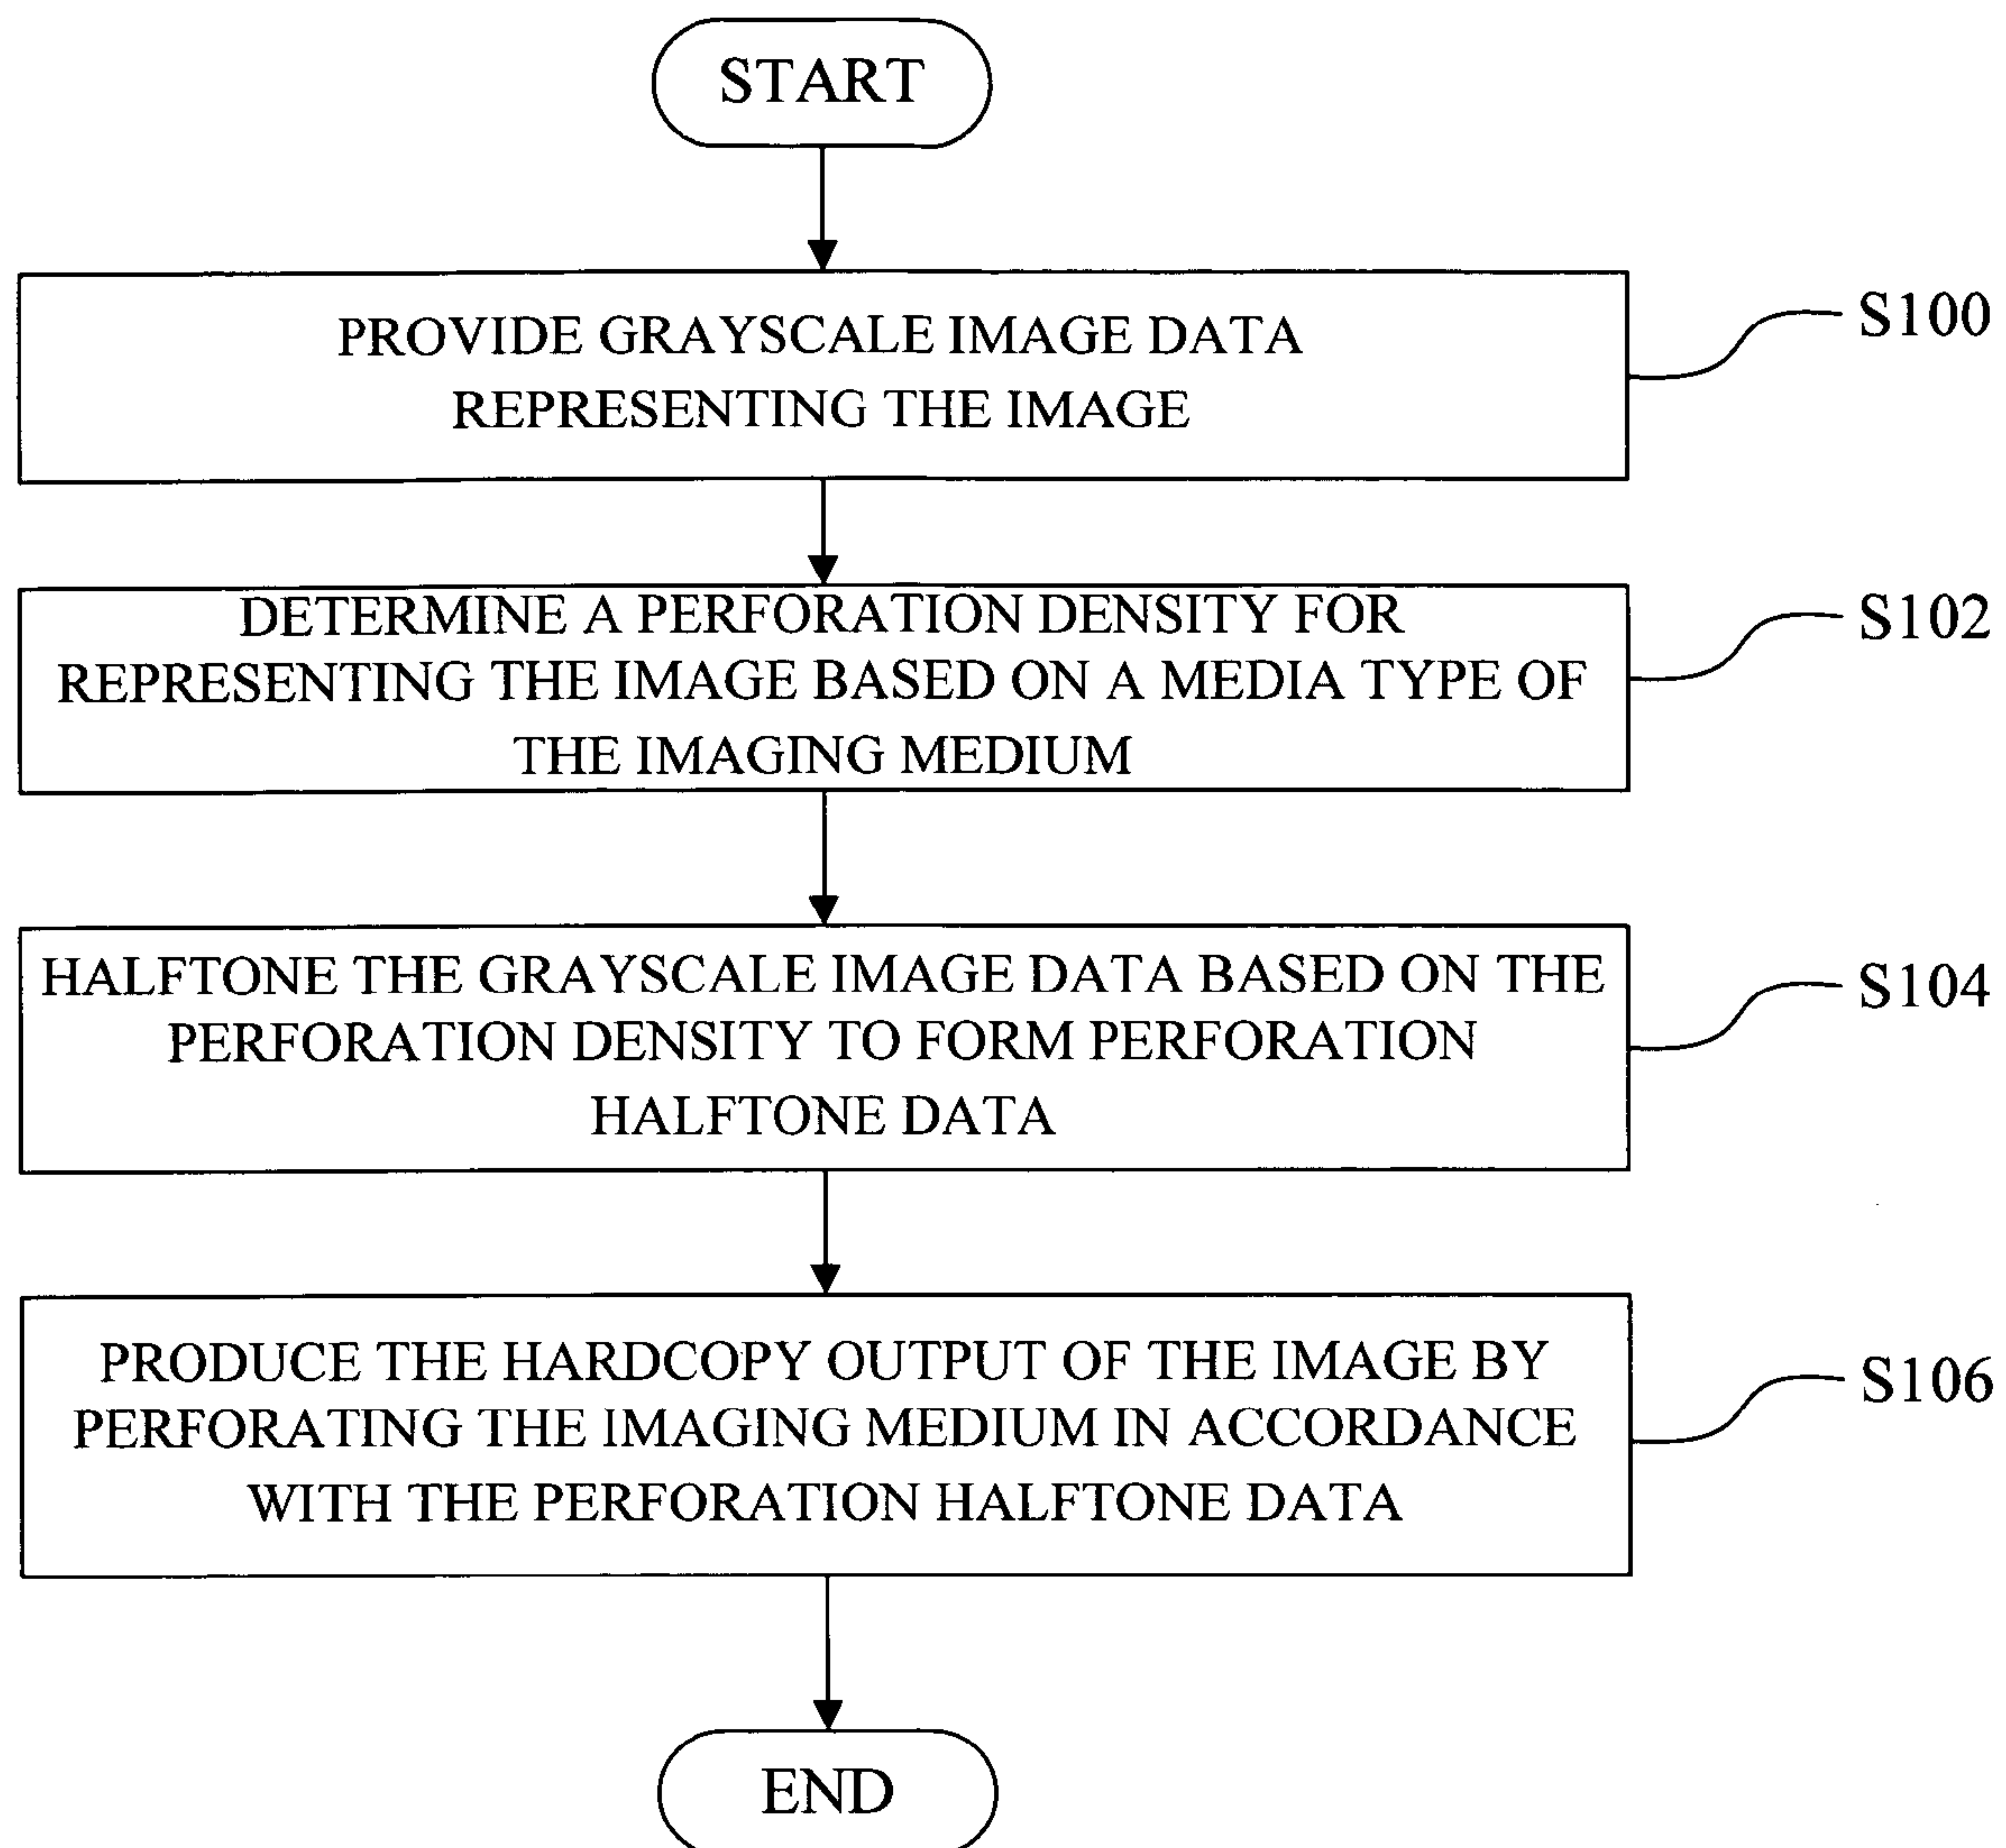 START
PROVIDE GRAYSCALE IMAGE DATA
REPRESENTING THE IMAGE
S100
DETERMINE A PERFORATION DENSITY FOR
REPRESENTING THE IMAGE BASED ON A MEDIA TYPE OF
THE IMAGING MEDIUM
S102
HALFTONE THE GRAYSCALE IMAGE DATA BASED ON THE
PERFORATION DENSITY TO FORM PERFORATION
HALFTONE DATA
S104
PRODUCE THE HARDCOPY OUTPUT OF THE IMAGE BY
PERFORATING THE IMAGING MEDIUM IN ACCORDANCE
WITH THE PERFORATION HALFTONE DATA
S106
END